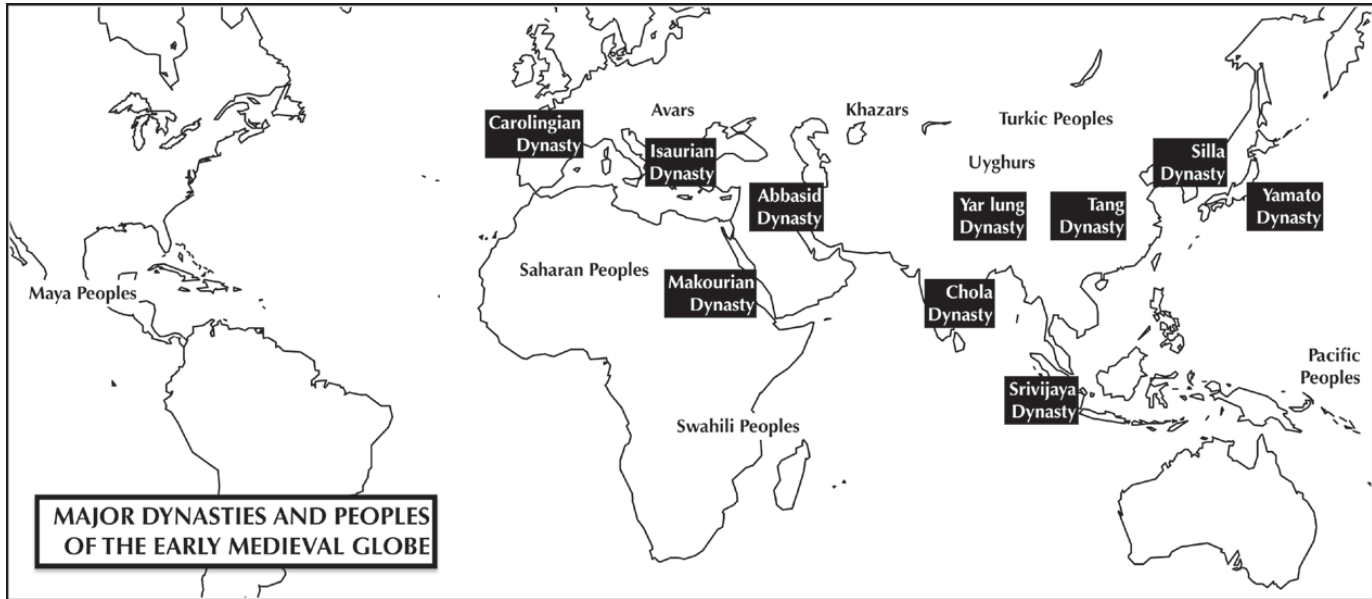 Avars
Khazars
Carolingian
Dynasty
Turkic Peoples
Isaurian
Dynasty
Uyghurs
Silla
Dynasty
Abbasid
Dynasty
Yar lung
Dynasty
Tang
Dynasty
Yamato
Dynasty
Maya Peoples
Saharan Peoples
Makourian
Dynasty
Chola
Dynasty
Pacific
Peoples
Srivijaya
Dynasty
Swahili Peoples
MAJOR DYNASTIES AND PEOPLES
OF THE EARLY MEDIEVAL GLOBE